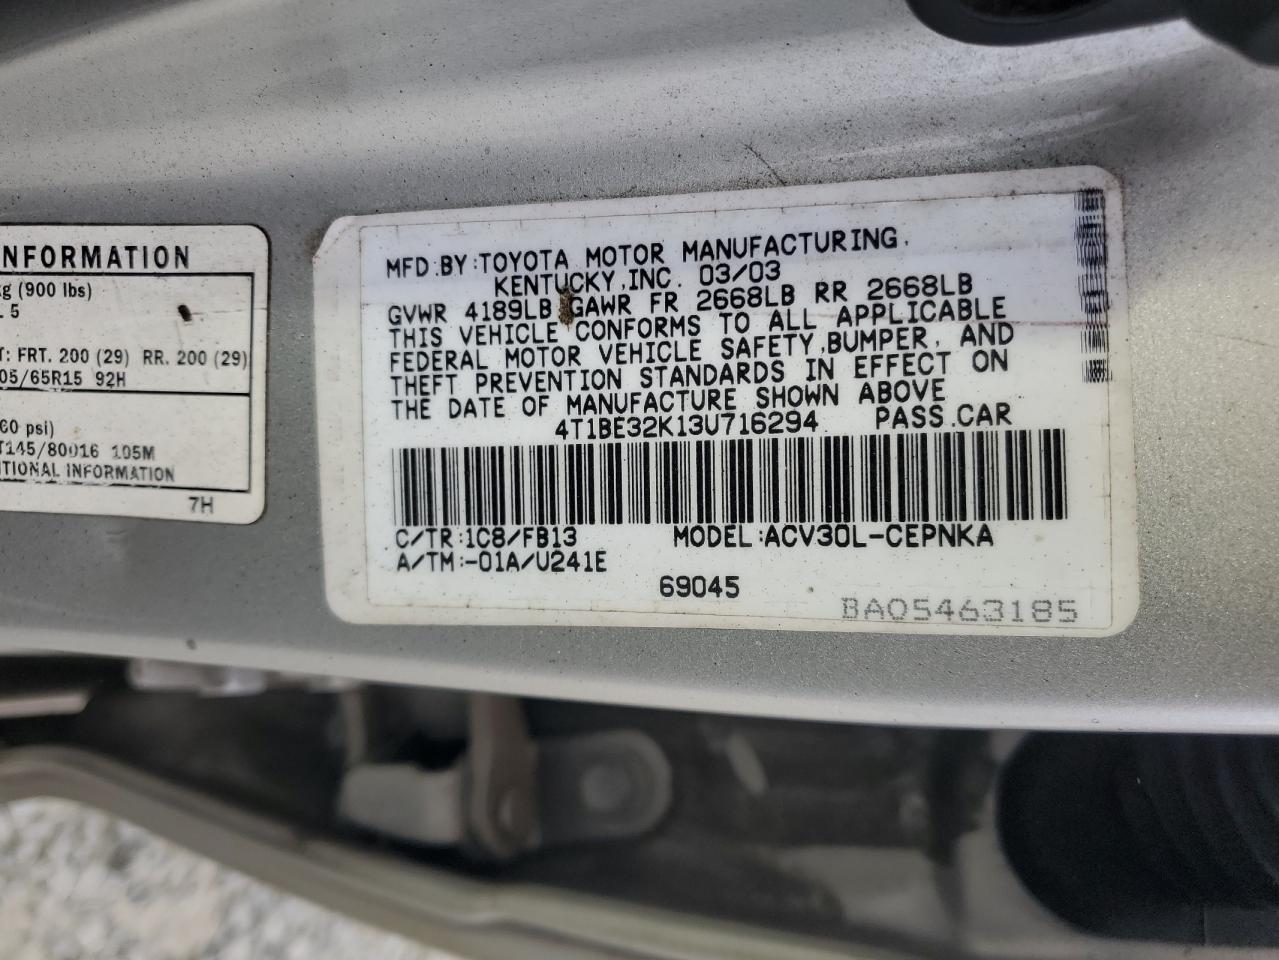 NFORMATION
kg (900 lbs)
L 5
T: FRT. 200 (29) RR. 200 (29)
05/65R15 92H
60 psi)
T145/80D16 105M
TIONAL INFORMATION
7H
MFD.BY:TOYOTA MOTOR MANUFACTURING,
KENTUCKY,INC. 03/03
GVWR 4189LB GAWR FR 2668LB RR 2668LB
THIS VEHICLE CONFORMS TO ALL APPLICABLE
FEDERAL MOTOR VEHICLE SAFETY,BUMPER, AND
THEFT PREVENTION STANDARDS IN EFFECT ON
THE DATE OF MANUFACTURE SHOWN ABOVE
4T1BE32K13U716294 PASS.CAR
C/TR:1C8/FB13 MODEL:ACV30L-CEPNKA
A/TM:-01A/U241E
69045
BA05463185